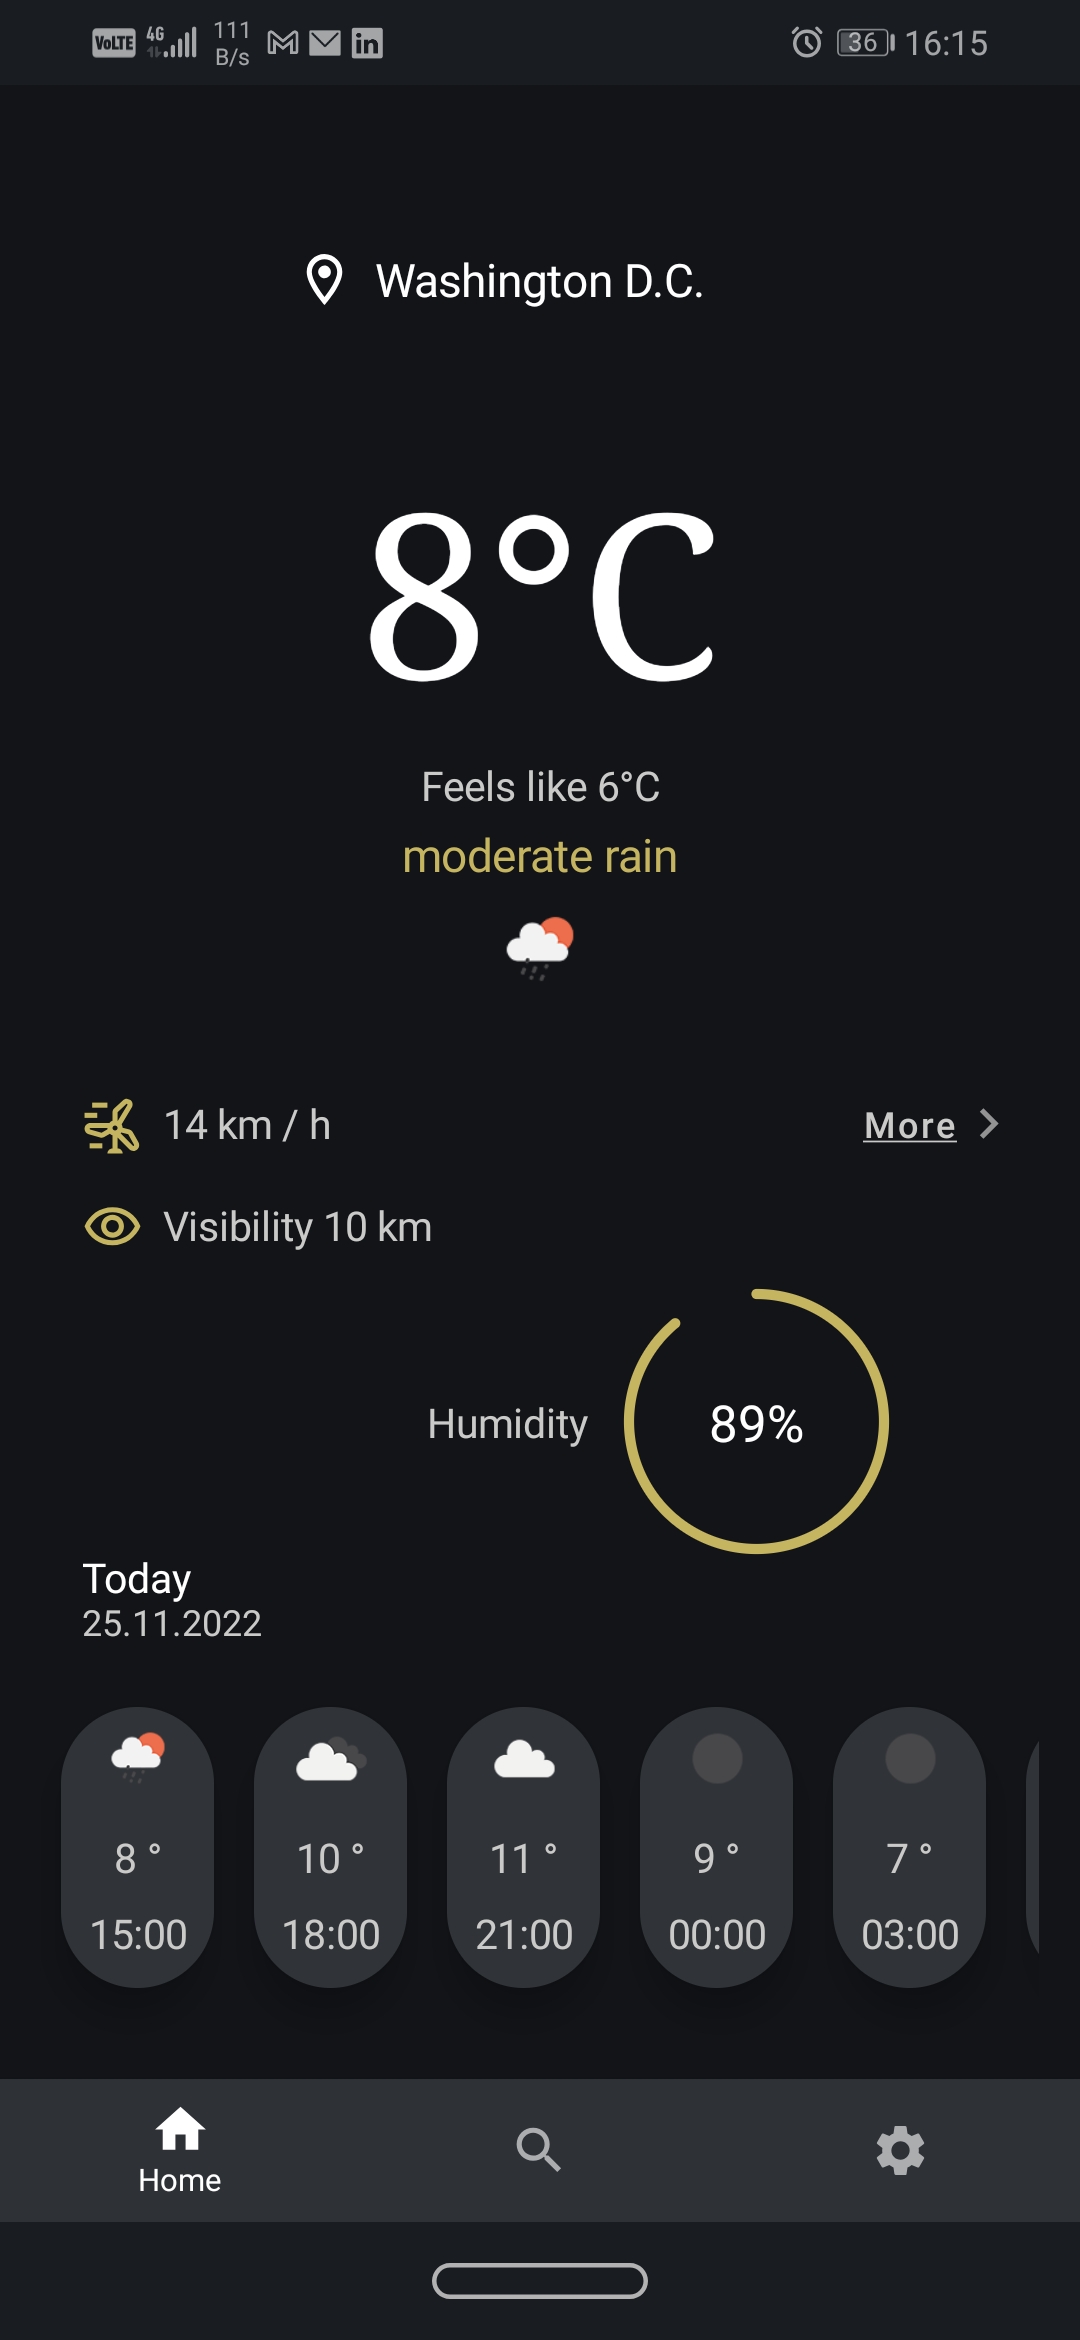 VoLTE 4G 111 B/s 36 16:15
Washington D.C.
8°C
Feels like 6°C
moderate rain
14 km / h More
Visibility 10 km
Humidity 89%
Today
25.11.2022
8 ° 10 ° 11 ° 9 ° 7 °
15:00 18:00 21:00 00:00 03:00
Home